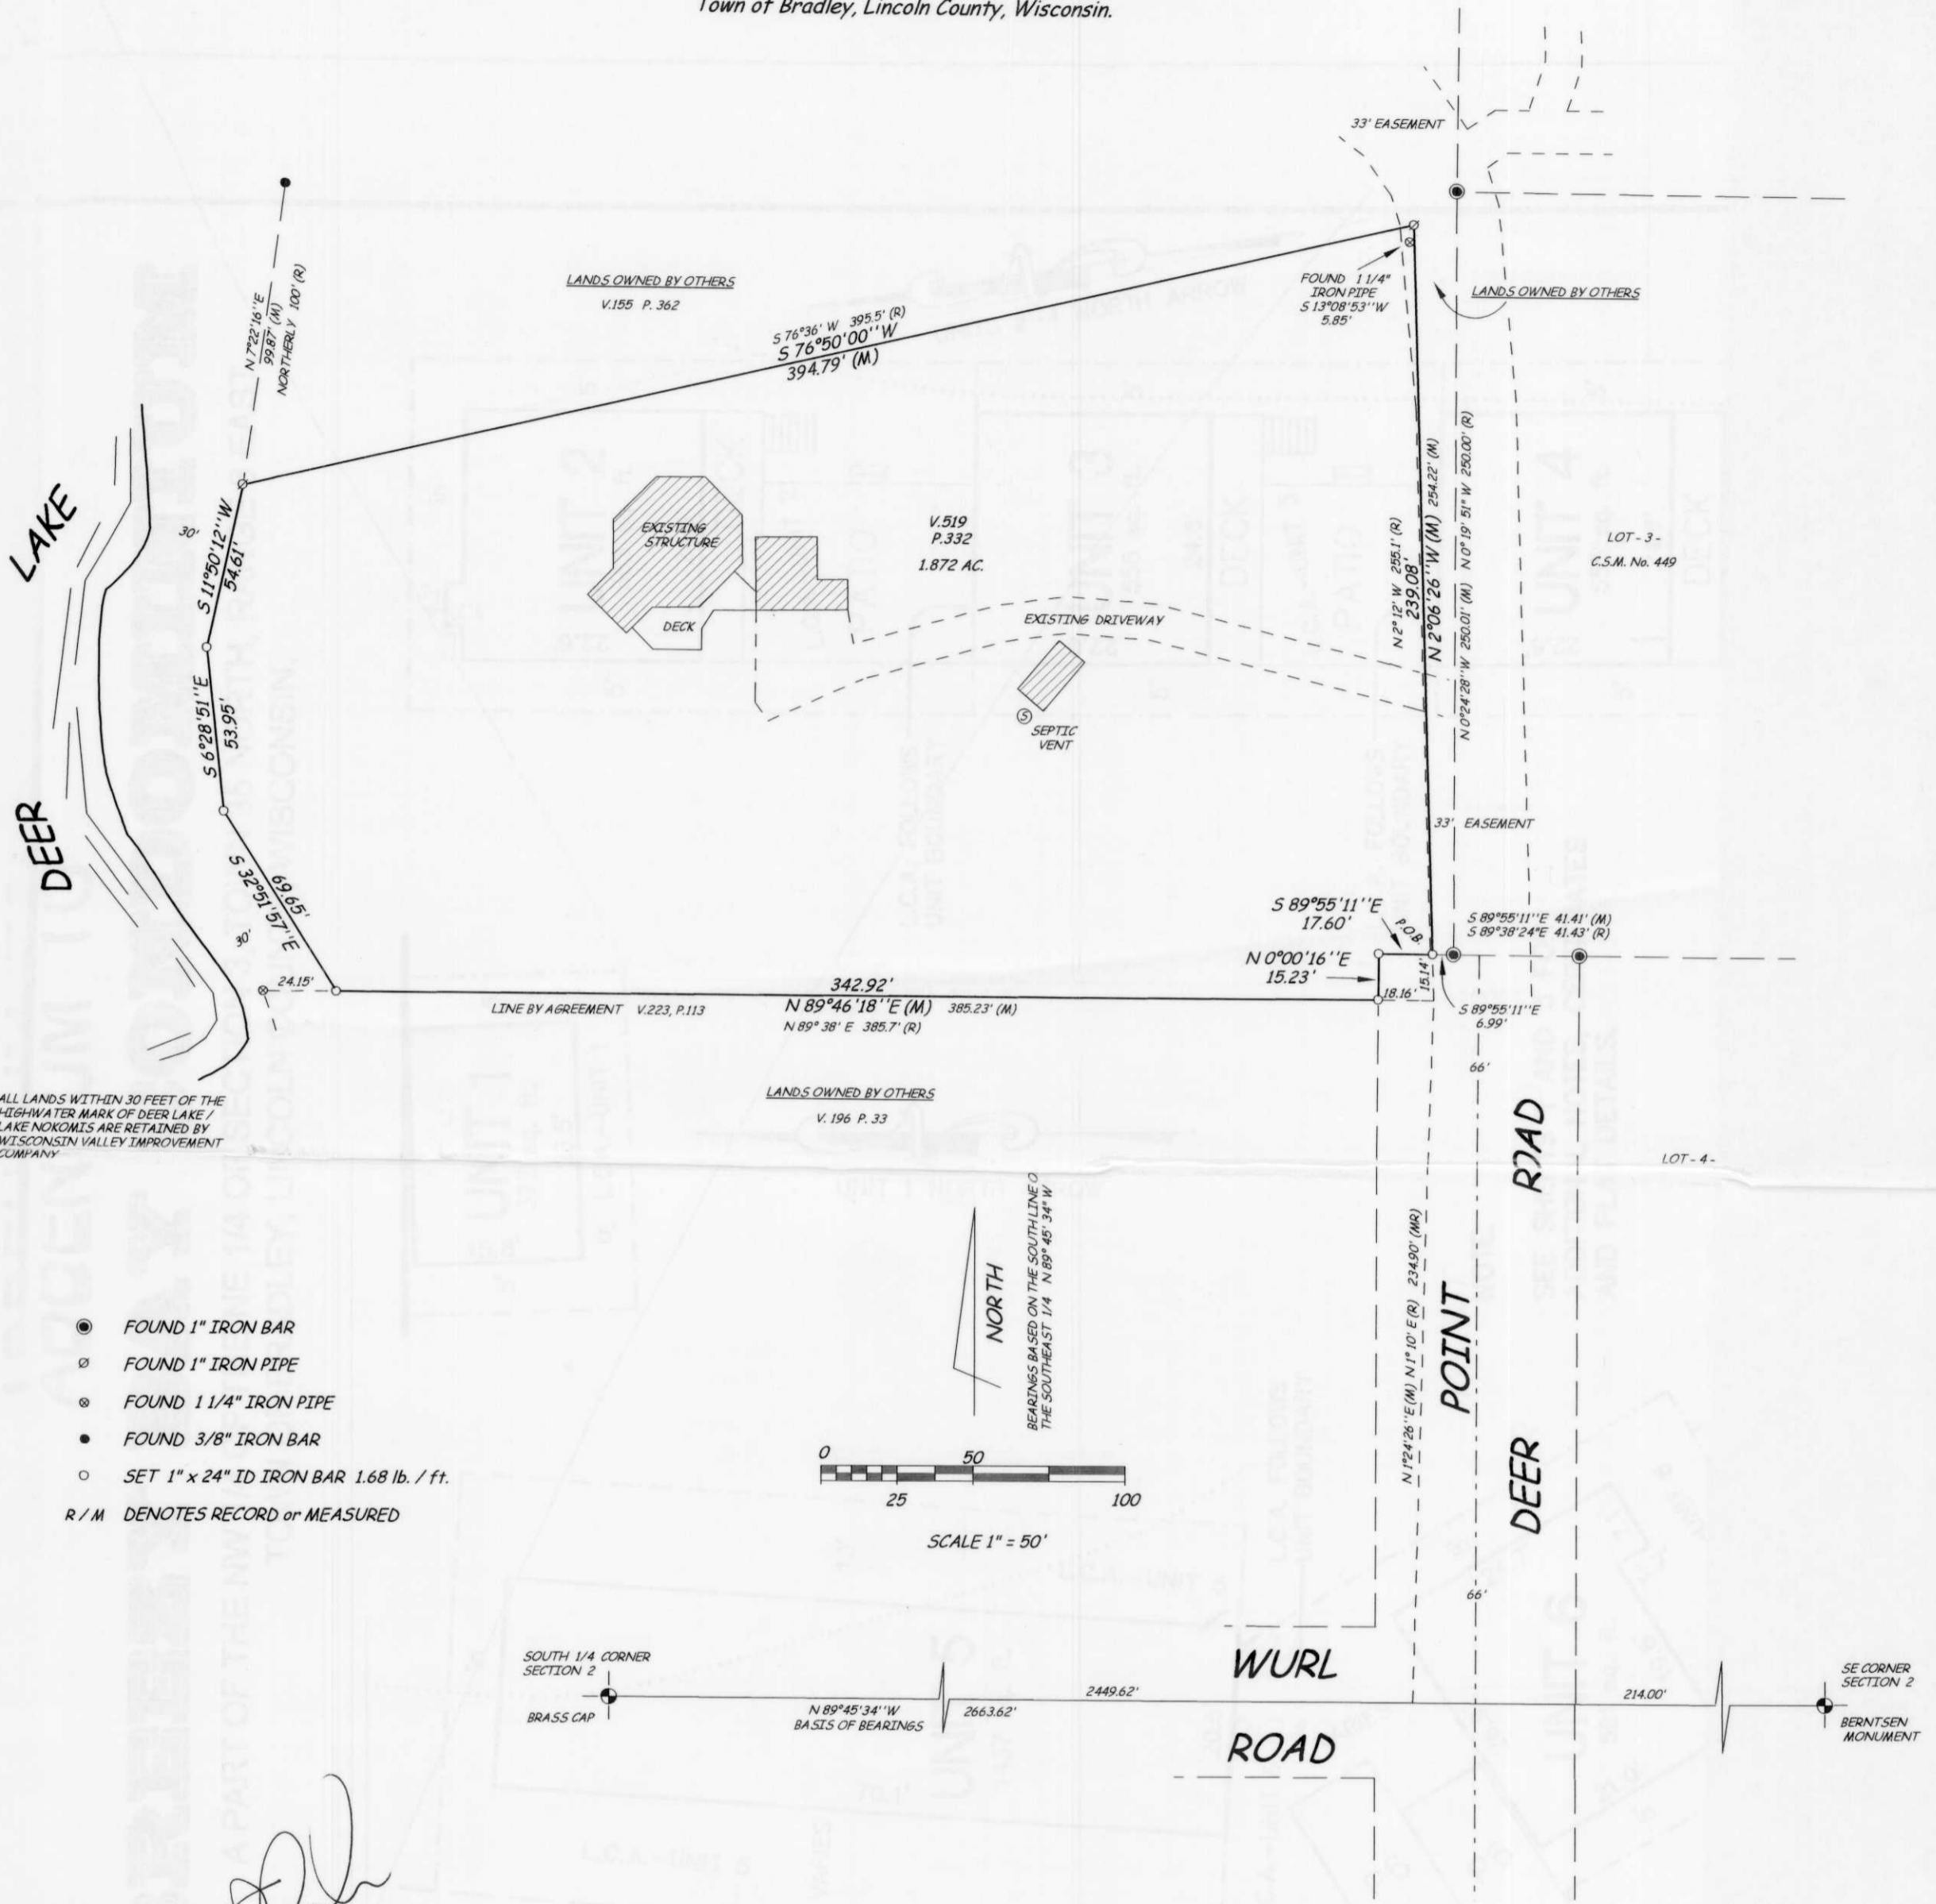 Town of Bradley, Lincoln County, Wisconsin.
33' EASEMENT
N 7°22'16''E
99.87' (M)
NORTHERLY 100' (R)
LANDS OWNED BY OTHERS
V.155 P. 362
S 76°36' W 395.5' (R)
S 76°50'00''W
394.79' (M)
FOUND 1 1/4"
IRON PIPE
S 13°08'53''W
5.85'
LANDS OWNED BY OTHERS
LAKE
DEER
30'
S 11°50'12''W
54.61'
S 6°28'51''E
53.95'
69.65'
S 32°51'57''E
30'
24.15'
EXISTING
STRUCTURE
DECK
V.519
P.332
1.872 AC.
EXISTING DRIVEWAY
S
SEPTIC
VENT
N 2° 12' W 255.1' (R)
239.08'
N 2°06'26''W (M) 254.22' (M)
N 0°24'28''W 250.01' (M) N 0° 19' 51" W 250.00' (R)
LOT - 3 -
C.S.M. No. 449
33' EASEMENT
S 89°55'11''E
17.60'
P.O.B.
S 89°55'11''E 41.41' (M)
S 89°38'24"E 41.43' (R)
N 0°00'16''E
15.23'
15.14'
18.16'
S 89°55'11''E
6.99'
342.92'
LINE BY AGREEMENT V.223, P.113
N 89°46'18''E (M) 385.23' (M)
N 89° 38' E 385.7' (R)
LANDS OWNED BY OTHERS
V. 196 P. 33
ALL LANDS WITHIN 30 FEET OF THE
HIGHWATER MARK OF DEER LAKE /
LAKE NOKOMIS ARE RETAINED BY
WISCONSIN VALLEY IMPROVEMENT
COMPANY
66'
ROAD
POINT
DEER
LOT - 4 -
N 1°24'26''E (M) N 1° 10' E (R) 234.90' (MR)
66'
NORTH
BEARINGS BASED ON THE SOUTH LINE O
THE SOUTHEAST 1/4 N 89° 45' 34" W
FOUND 1" IRON BAR
FOUND 1" IRON PIPE
FOUND 1 1/4" IRON PIPE
FOUND 3/8" IRON BAR
SET 1" x 24" ID IRON BAR 1.68 lb. / ft.
R / M DENOTES RECORD or MEASURED
0 50
25 100
SCALE 1" = 50'
SOUTH 1/4 CORNER
SECTION 2
BRASS CAP
N 89°45'34''W
BASIS OF BEARINGS
2663.62'
2449.62'
WURL
ROAD
214.00'
SE CORNER
SECTION 2
BERNTSEN
MONUMENT